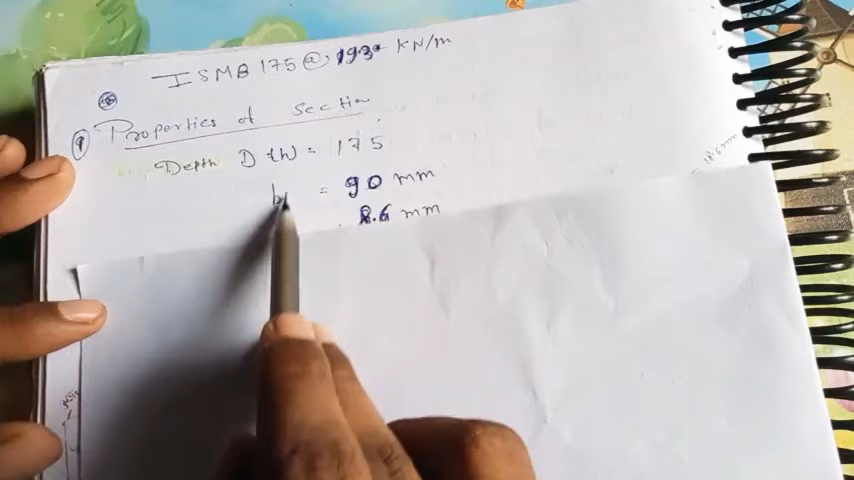 ISMB 175 @ 193 KN/m
Properties of section
Depth D (h) = 175
b = 90 mm
8.6 mm